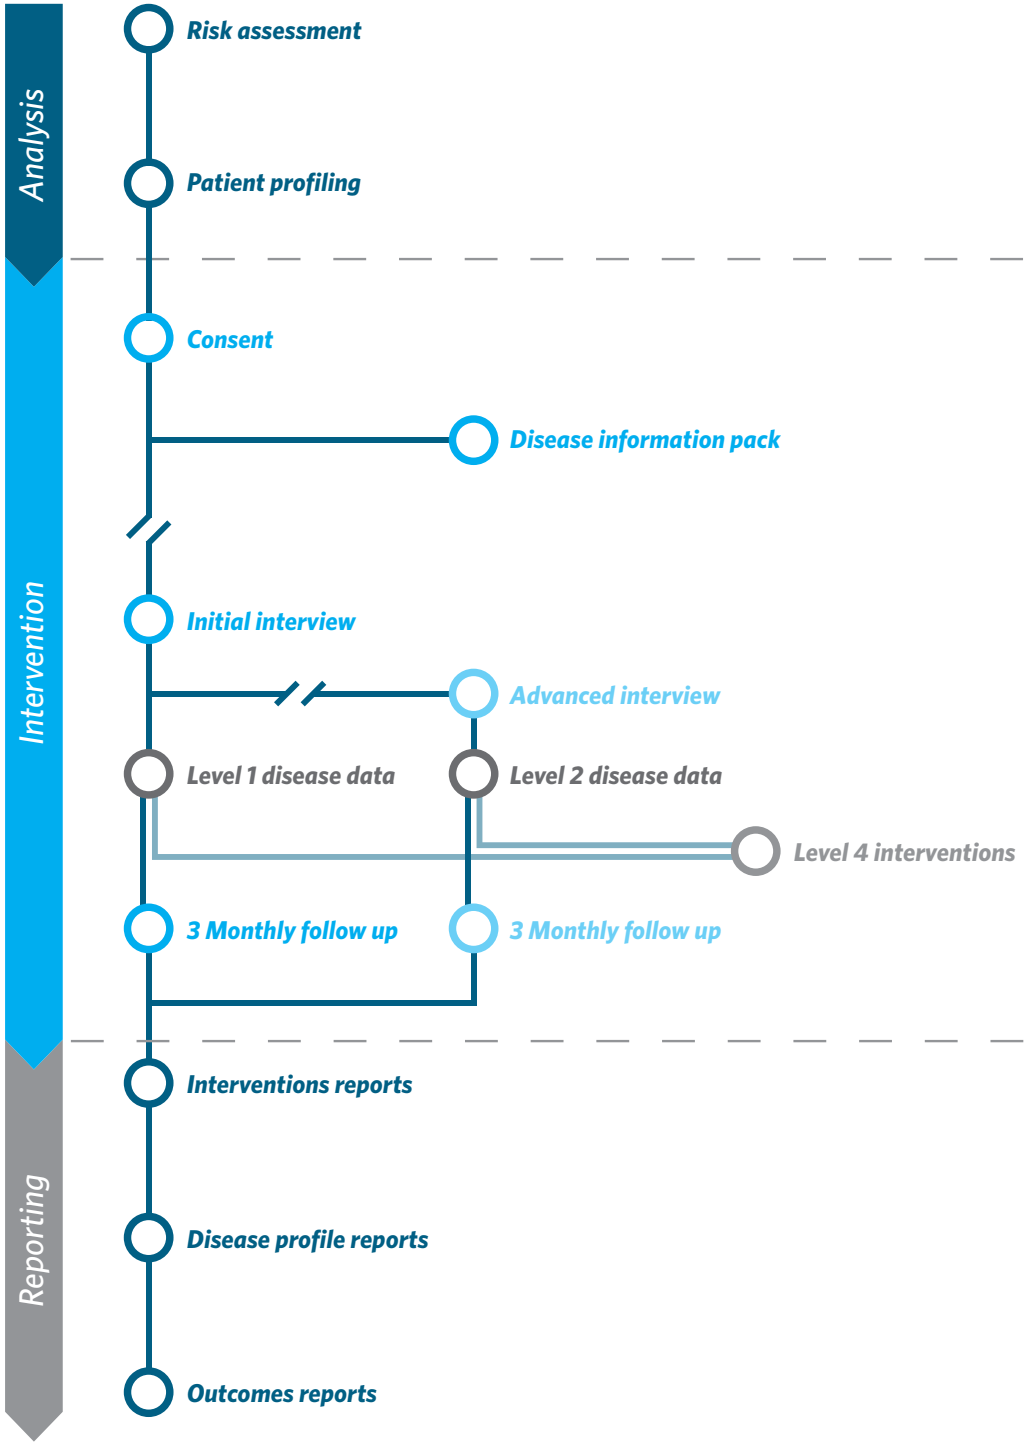 Analysis
Risk assessment
Patient profiling
Intervention
Consent
Disease information pack
Initial interview
Advanced interview
Level 1 disease data
Level 2 disease data
Level 4 interventions
3 Monthly follow up
3 Monthly follow up
Reporting
Interventions reports
Disease profile reports
Outcomes reports